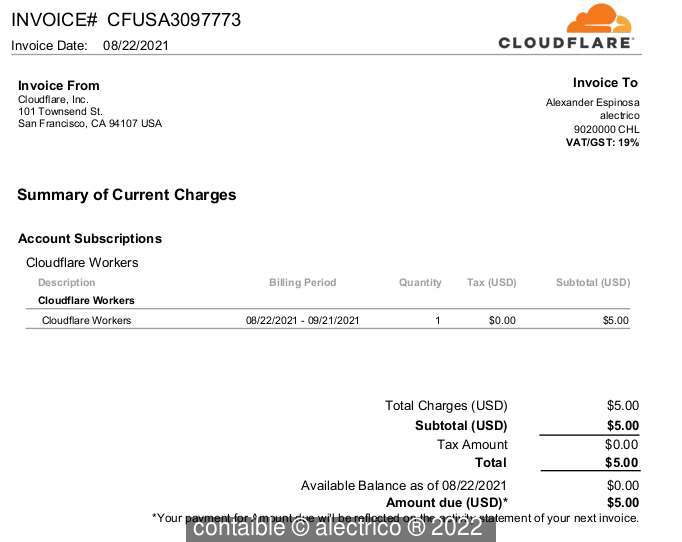 INVOICE# CFUSA3097773
Invoice Date: 08/22/2021
CLOUDFLARE
Invoice From
Cloudflare, Inc.
101 Townsend St.
San Francisco, CA 94107 USA
Invoice To
Alexander Espinosa
alectrico
9020000 CHL
VAT/GST: 19%
Summary of Current Charges
Account Subscriptions
Cloudflare Workers
Description Billing Period Quantity Tax (USD) Subtotal (USD)
Cloudflare Workers
Cloudflare Workers 08/22/2021 - 09/21/2021 1 $0.00 $5.00
Total Charges (USD) $5.00
Subtotal (USD) $5.00
Tax Amount $0.00
Total $5.00
Available Balance as of 08/22/2021 $0.00
Amount due (USD)* $5.00
*Your payment for Amount due will be reflected on the activity statement of your next invoice.
contable © alectrico ® 2022